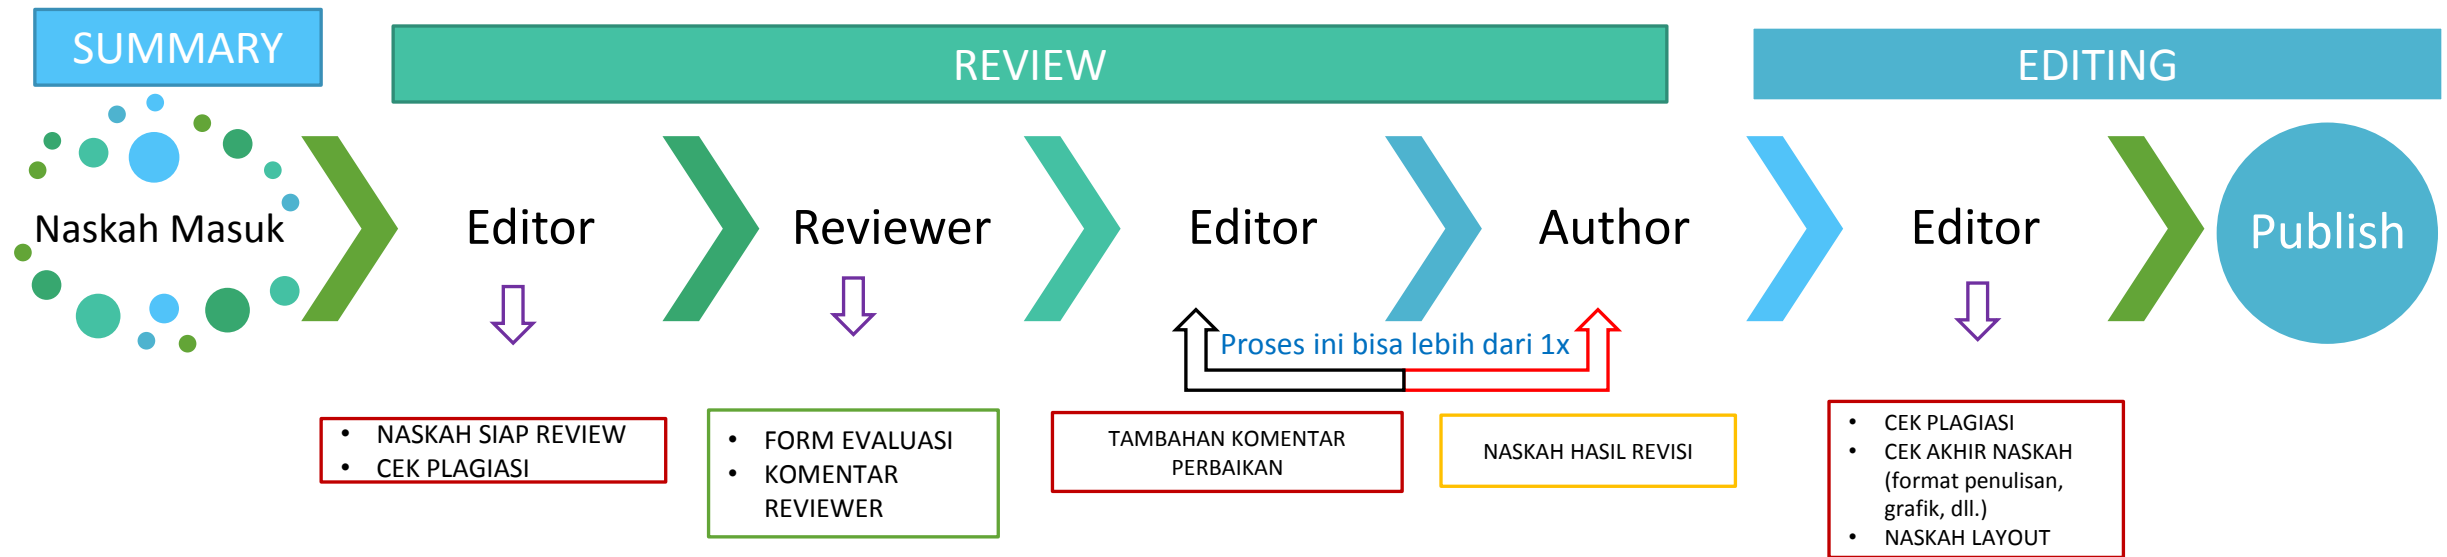 SUMMARY
REVIEW
EDITING
Naskah Masuk
Editor
Reviewer
Editor
Author
Editor
Publish
Proses ini bisa lebih dari 1x
• NASKAH SIAP REVIEW
• CEK PLAGIASI
• FORM EVALUASI
• KOMENTAR
REVIEWER
TAMBAHAN KOMENTAR
PERBAIKAN
NASKAH HASIL REVISI
• CEK PLAGIASI
• CEK AKHIR NASKAH
(format penulisan,
grafik, dll.)
• NASKAH LAYOUT